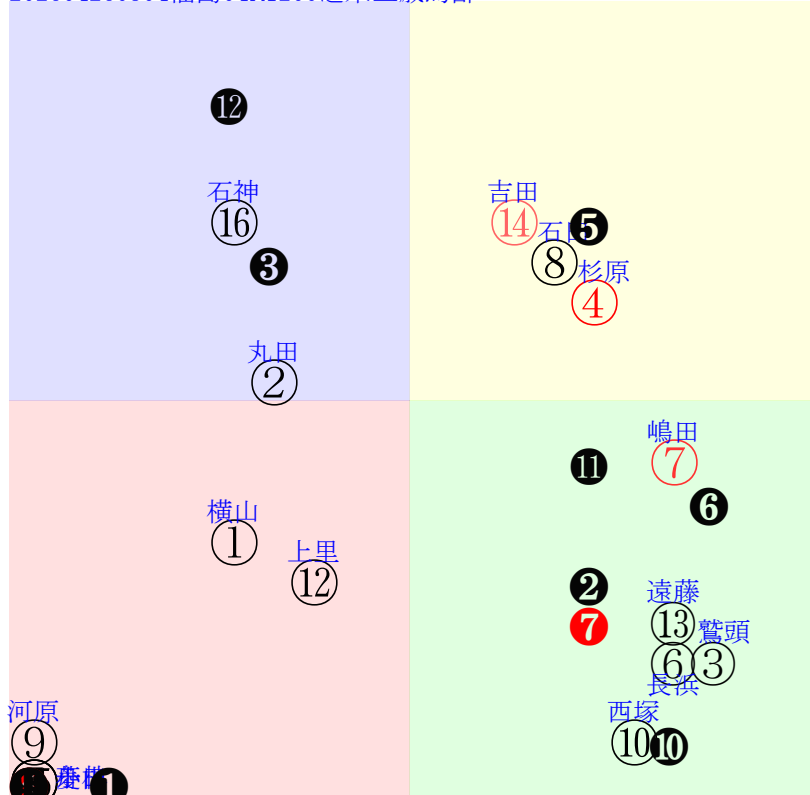 ⓬
石神
⑯
吉田
⑭
❺
⑧
❸
杉原
④
丸田
②
嶋田
⑦
⓫
❻
横山
①
上里
⑫
❷
遠藤
⑬
❼
鷲頭
⑥
③
長浜
河原
⑨
西塚
⑩
❿
❶